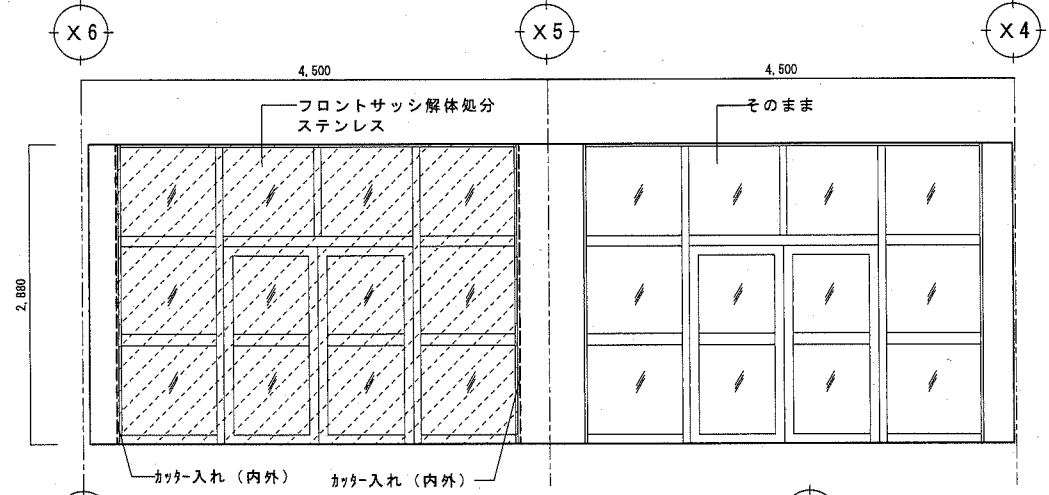 X6
X5
X4
4,500
4,500
フロントサッシ解体処分
ステンレス
そのまま
2,880
カッター入れ（内外）
カッター入れ（内外）